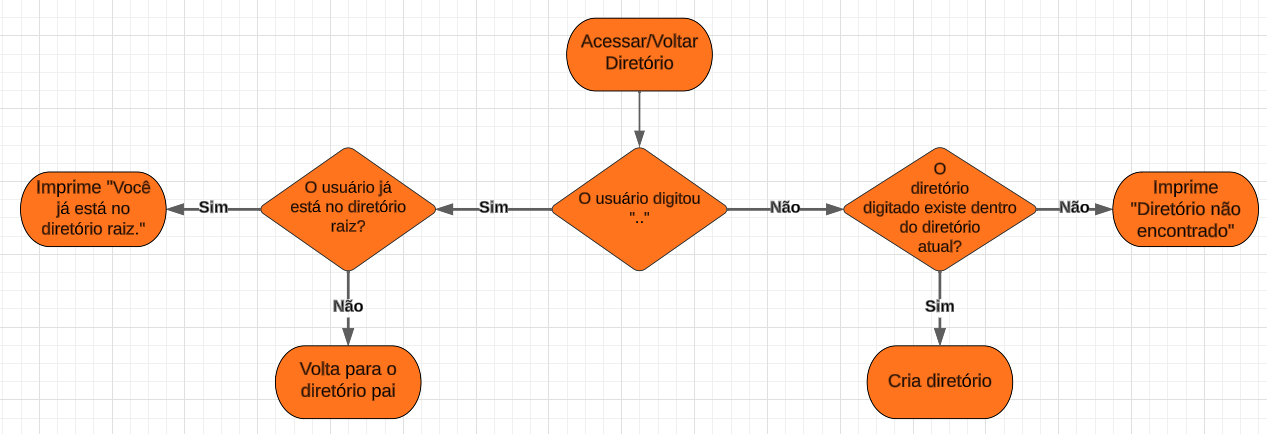 Acessar/Voltar
Diretório
Imprime "Você
já está no
diretório raiz."
Sim
O usuário já
está no diretório
raiz?
Sim
O usuário digitou
".."
Não
O
diretório
digitado existe dentro
do diretório
atual?
Não
Imprime
"Diretório não
encontrado"
Não
Sim
Volta para o
diretório pai
Cria diretório